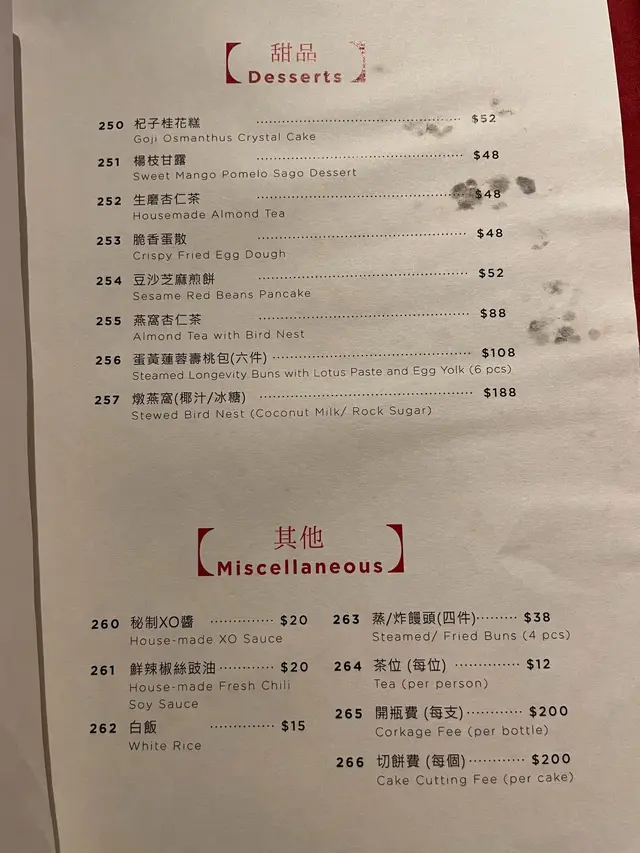 甜品
Desserts
250 杞子桂花糕 $52
Goji Osmanthus Crystal Cake
251 楊枝甘露 $48
Sweet Mango Pomelo Sago Dessert
252 生磨杏仁茶 $48
Housemade Almond Tea
253 脆香蛋散 $48
Crispy Fried Egg Dough
254 豆沙芝麻煎餅 $52
Sesame Red Beans Pancake
255 燕窩杏仁茶 $88
Almond Tea with Bird Nest
256 蛋黃蓮蓉壽桃包(六件) $108
Steamed Longevity Buns with Lotus Paste and Egg Yolk (6 pcs)
257 燉燕窩(椰汁/冰糖) $188
Stewed Bird Nest (Coconut Milk/ Rock Sugar)
其他
Miscellaneous
260 秘制XO醬 $20
House-made XO Sauce
261 鮮辣椒絲豉油 $20
House-made Fresh Chili
Soy Sauce
262 白飯 $15
White Rice
263 蒸/炸饅頭(四件) $38
Steamed/ Fried Buns (4 pcs)
264 茶位 (每位) $12
Tea (per person)
265 開瓶費 (每支) $200
Corkage Fee (per bottle)
266 切餅費 (每個) $200
Cake Cutting Fee (per cake)